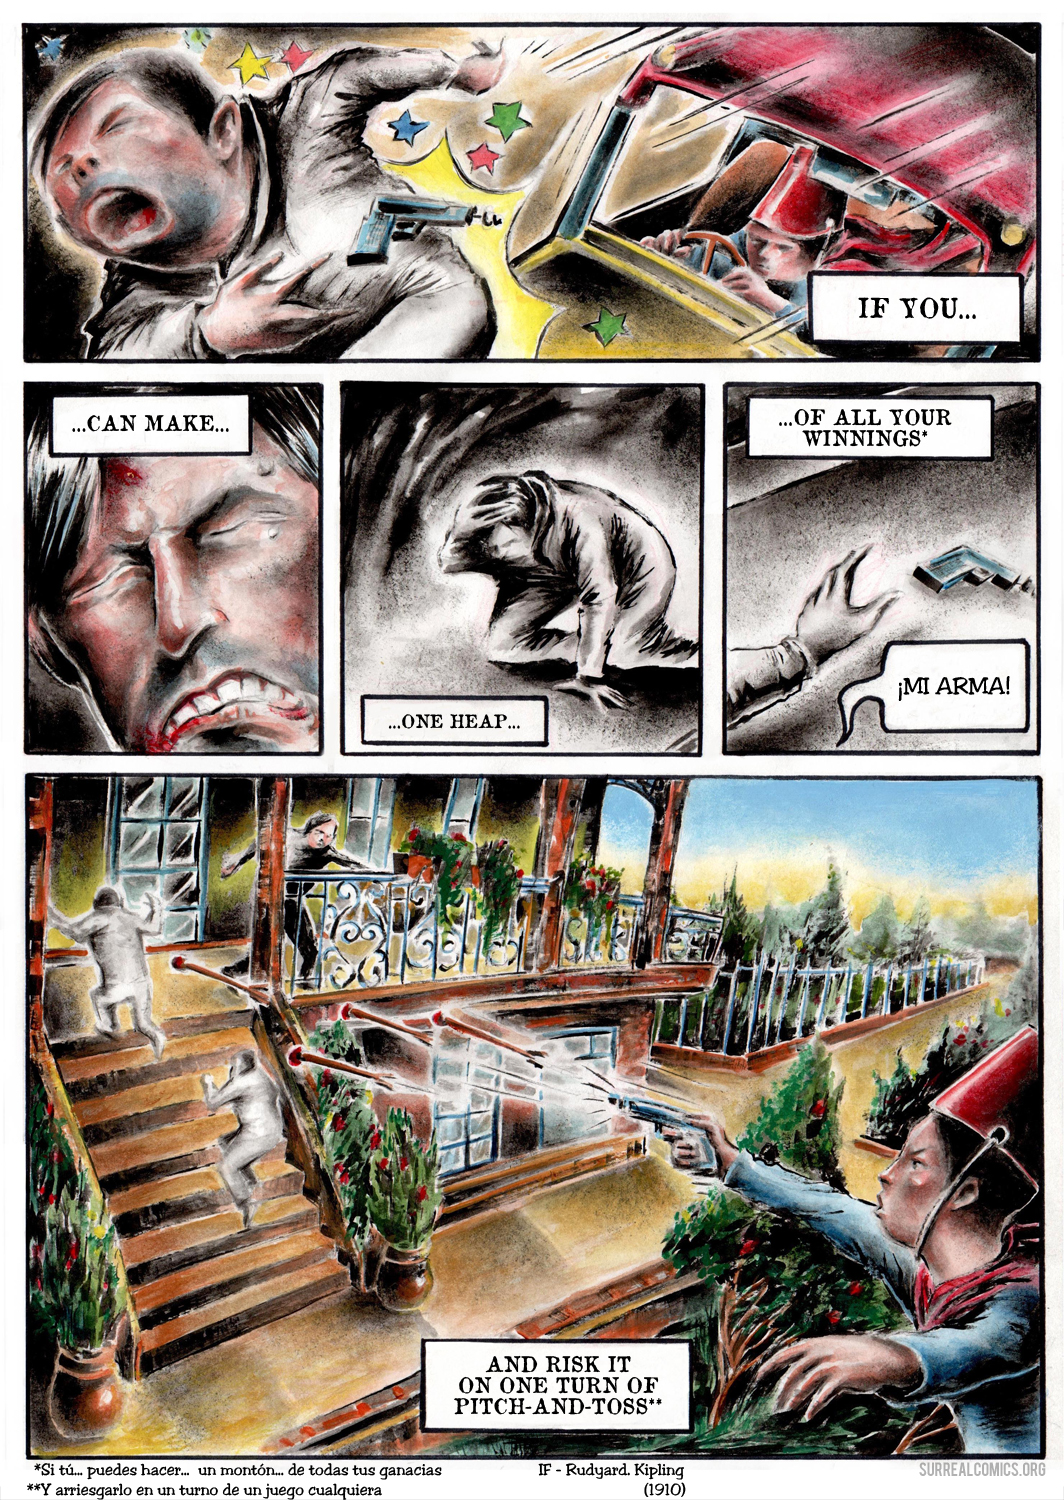 IF YOU...
...CAN MAKE...
...ONE HEAP...
...OF ALL YOUR
WINNINGS*
¡MI ARMA!
AND RISK IT
ON ONE TURN OF
PITCH-AND-TOSS**
*Si tú... puedes hacer... un montón... de todas tus ganacias
**Y arriesgarlo en un turno de un juego cualquiera
IF - Rudyard. Kipling
(1910)
SURREALCOMICS.ORG